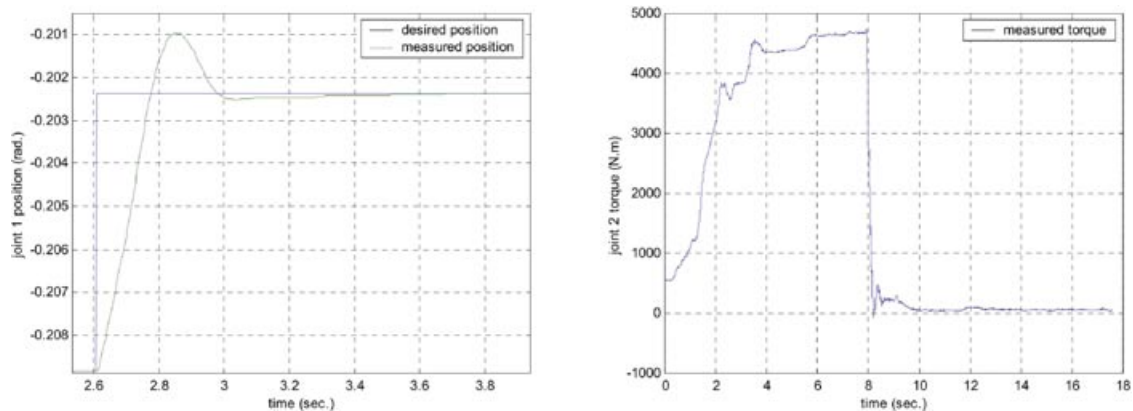 -0.201
-0.202
-0.203
-0.204
-0.205
-0.206
-0.207
-0.208
joint 1 position (rad.)
desired position
measured position
2.6 2.8 3 3.2 3.4 3.6 3.8
time (sec.)
5000
4000
3000
2000
1000
0
-1000
joint 2 torque (N.m)
measured torque
0 2 4 6 8 10 12 14 16 18
time (sec.)